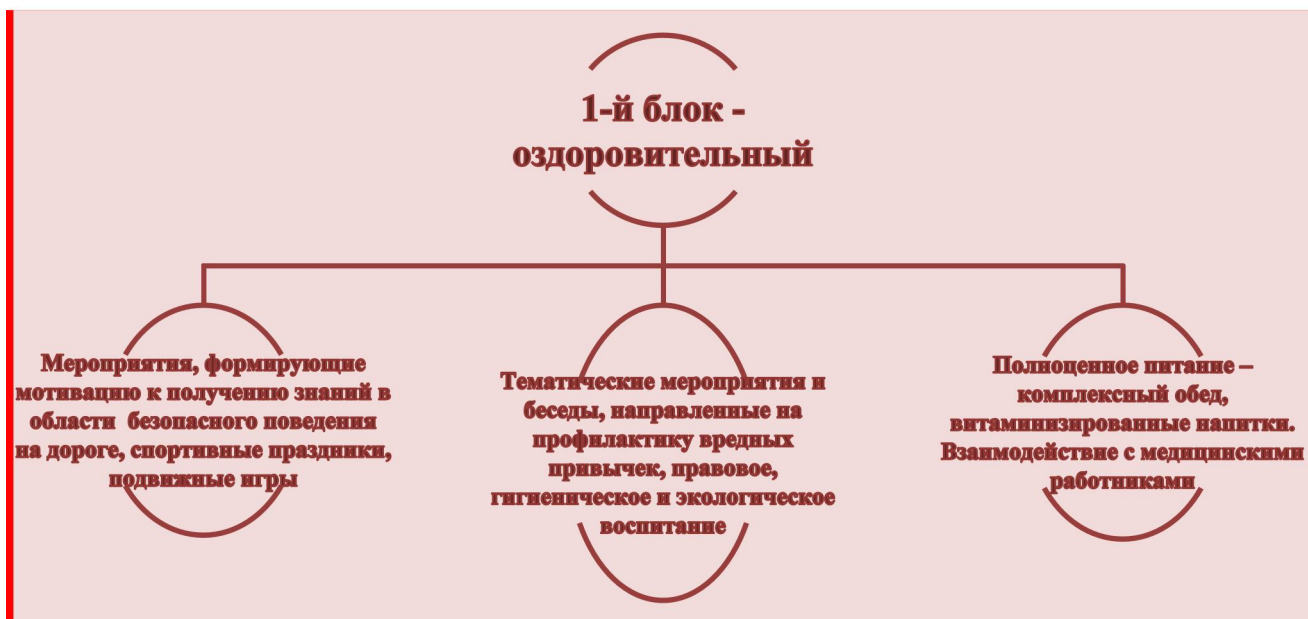 1-й блок -
оздоровительный
Мероприятия, формирующие
мотивацию к получению знаний в
области  безопасного поведения
на дороге, спортивные праздники,
подвижные игры
Тематические мероприятия и
беседы, направленные на
профилактику вредных
привычек, правовое,
гигиеническое и экологическое
воспитание
Полноценное питание –
комплексный обед,
витаминизированные напитки.
Взаимодействие с медицинскими
работниками